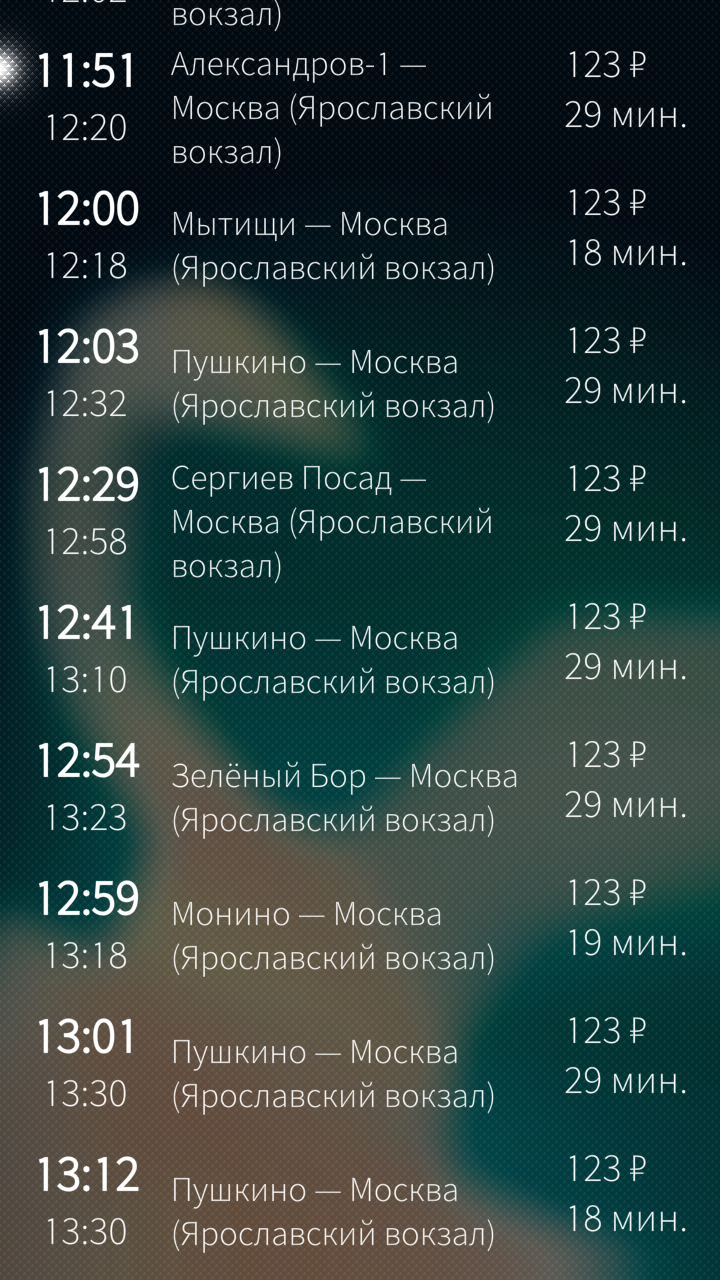 вокзал)
11:51
12:20
Александров-1 —
Москва (Ярославский
вокзал)
123 ₽
29 мин.
12:00
12:18
Мытищи — Москва
(Ярославский вокзал)
123 ₽
18 мин.
12:03
12:32
Пушкино — Москва
(Ярославский вокзал)
123 ₽
29 мин.
12:29
12:58
Сергиев Посад —
Москва (Ярославский
вокзал)
123 ₽
29 мин.
12:41
13:10
Пушкино — Москва
(Ярославский вокзал)
123 ₽
29 мин.
12:54
13:23
Зелёный Бор — Москва
(Ярославский вокзал)
123 ₽
29 мин.
12:59
13:18
Монино — Москва
(Ярославский вокзал)
123 ₽
19 мин.
13:01
13:30
Пушкино — Москва
(Ярославский вокзал)
123 ₽
29 мин.
13:12
13:30
Пушкино — Москва
(Ярославский вокзал)
123 ₽
18 мин.